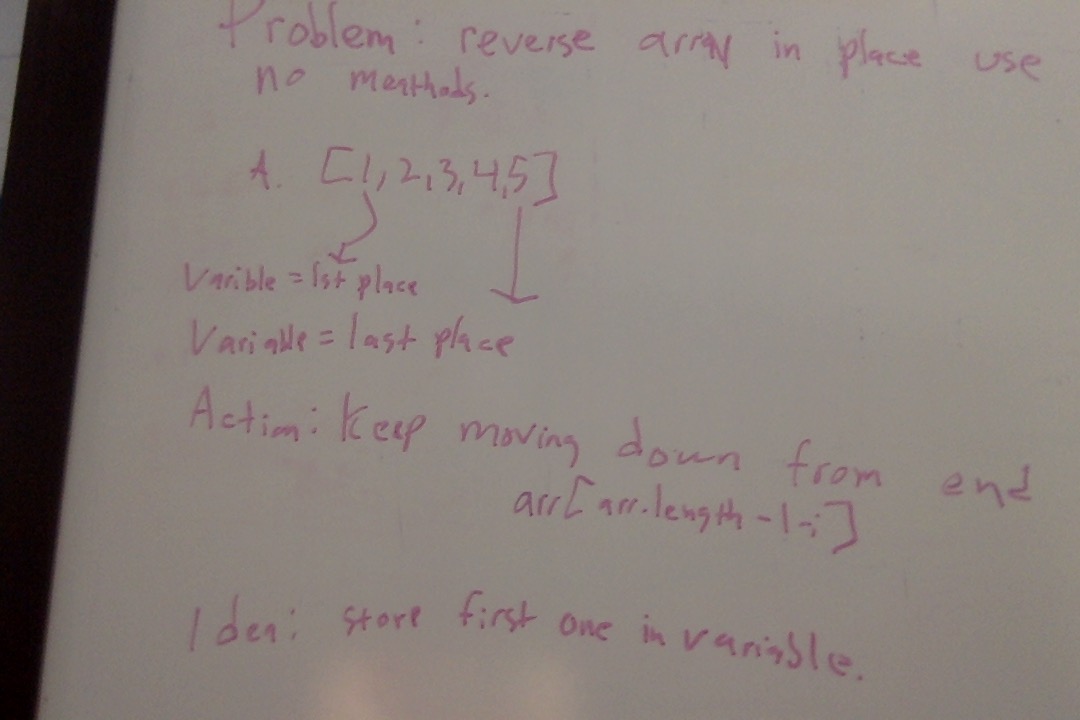 Problem: reverse array in place use
no merthods.
A. [1,2,3,4,5]
Varible = 1st place
Variable = last place
Action: Keep moving down from end
arr[arr.length-1-i]
Idea: store first one in variable.